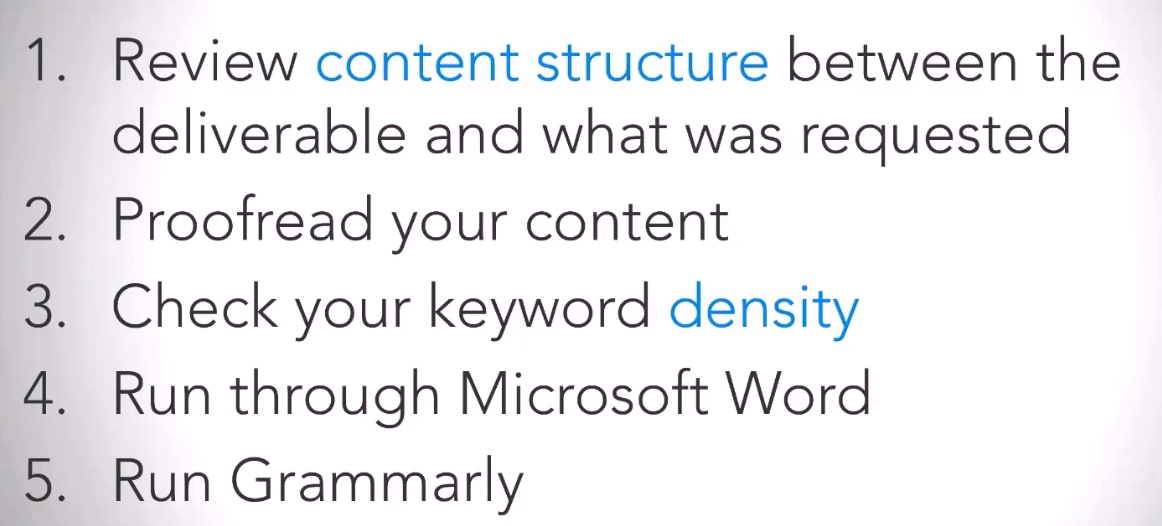 1. Review content structure between the
deliverable and what was requested
2. Proofread your content
3. Check your keyword density
4. Run through Microsoft Word
5. Run Grammarly